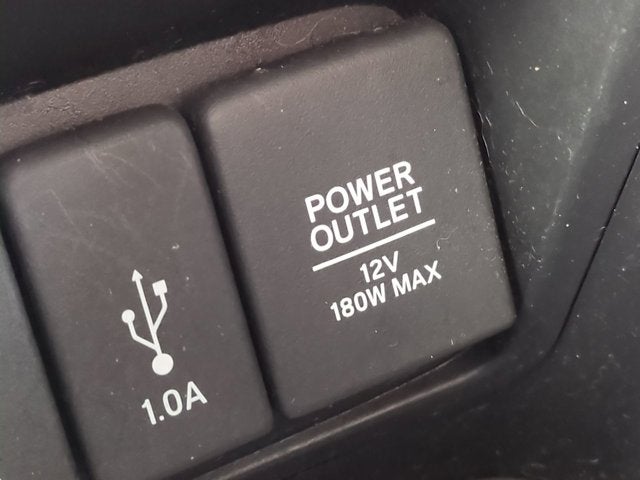 POWER
OUTLET
12V
180W MAX
1.0A